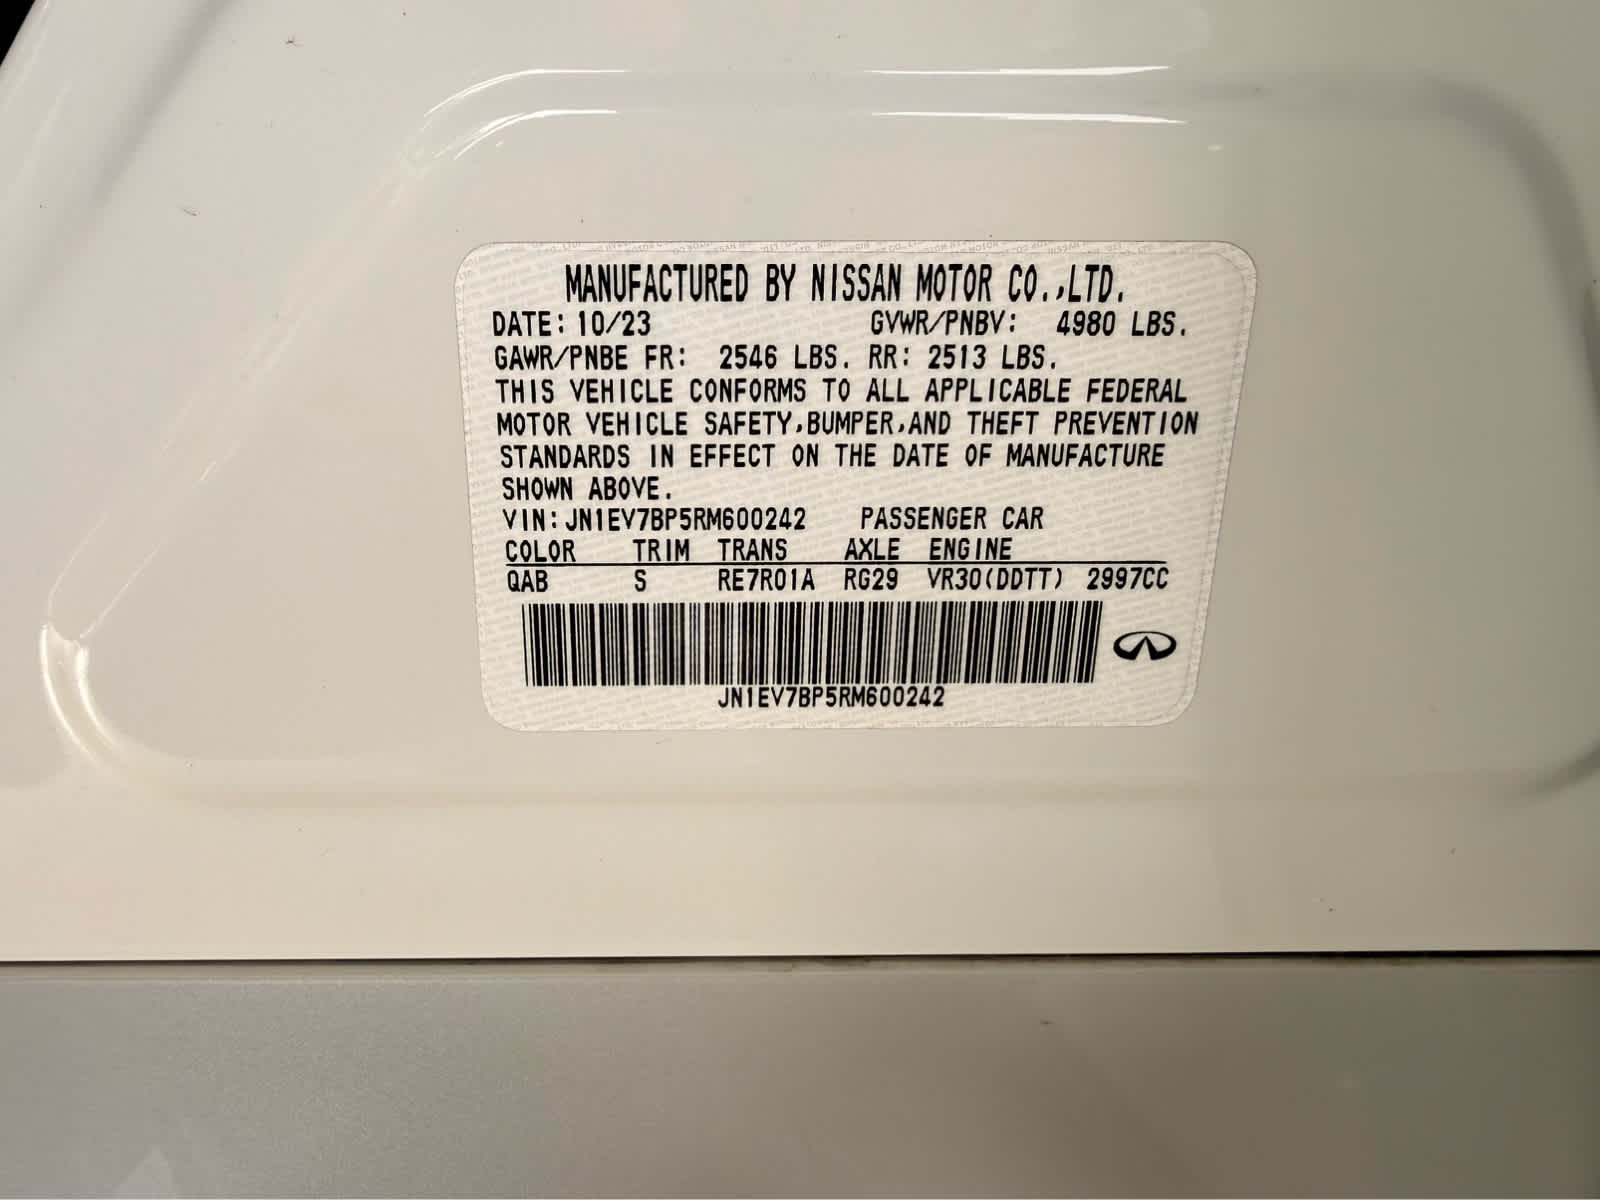 MANUFACTURED BY NISSAN MOTOR CO.,LTD.
DATE: 10/23 GVWR/PNBV: 4980 LBS.
GAWR/PNBE FR: 2546 LBS. RR: 2513 LBS.
THIS VEHICLE CONFORMS TO ALL APPLICABLE FEDERAL
MOTOR VEHICLE SAFETY,BUMPER,AND THEFT PREVENTION
STANDARDS IN EFFECT ON THE DATE OF MANUFACTURE
SHOWN ABOVE.
VIN:JN1EV7BP5RM600242 PASSENGER CAR
COLOR TRIM TRANS AXLE ENGINE
QAB S RE7R01A RG29 VR30(DDTT) 2997CC
JN1EV7BP5RM600242